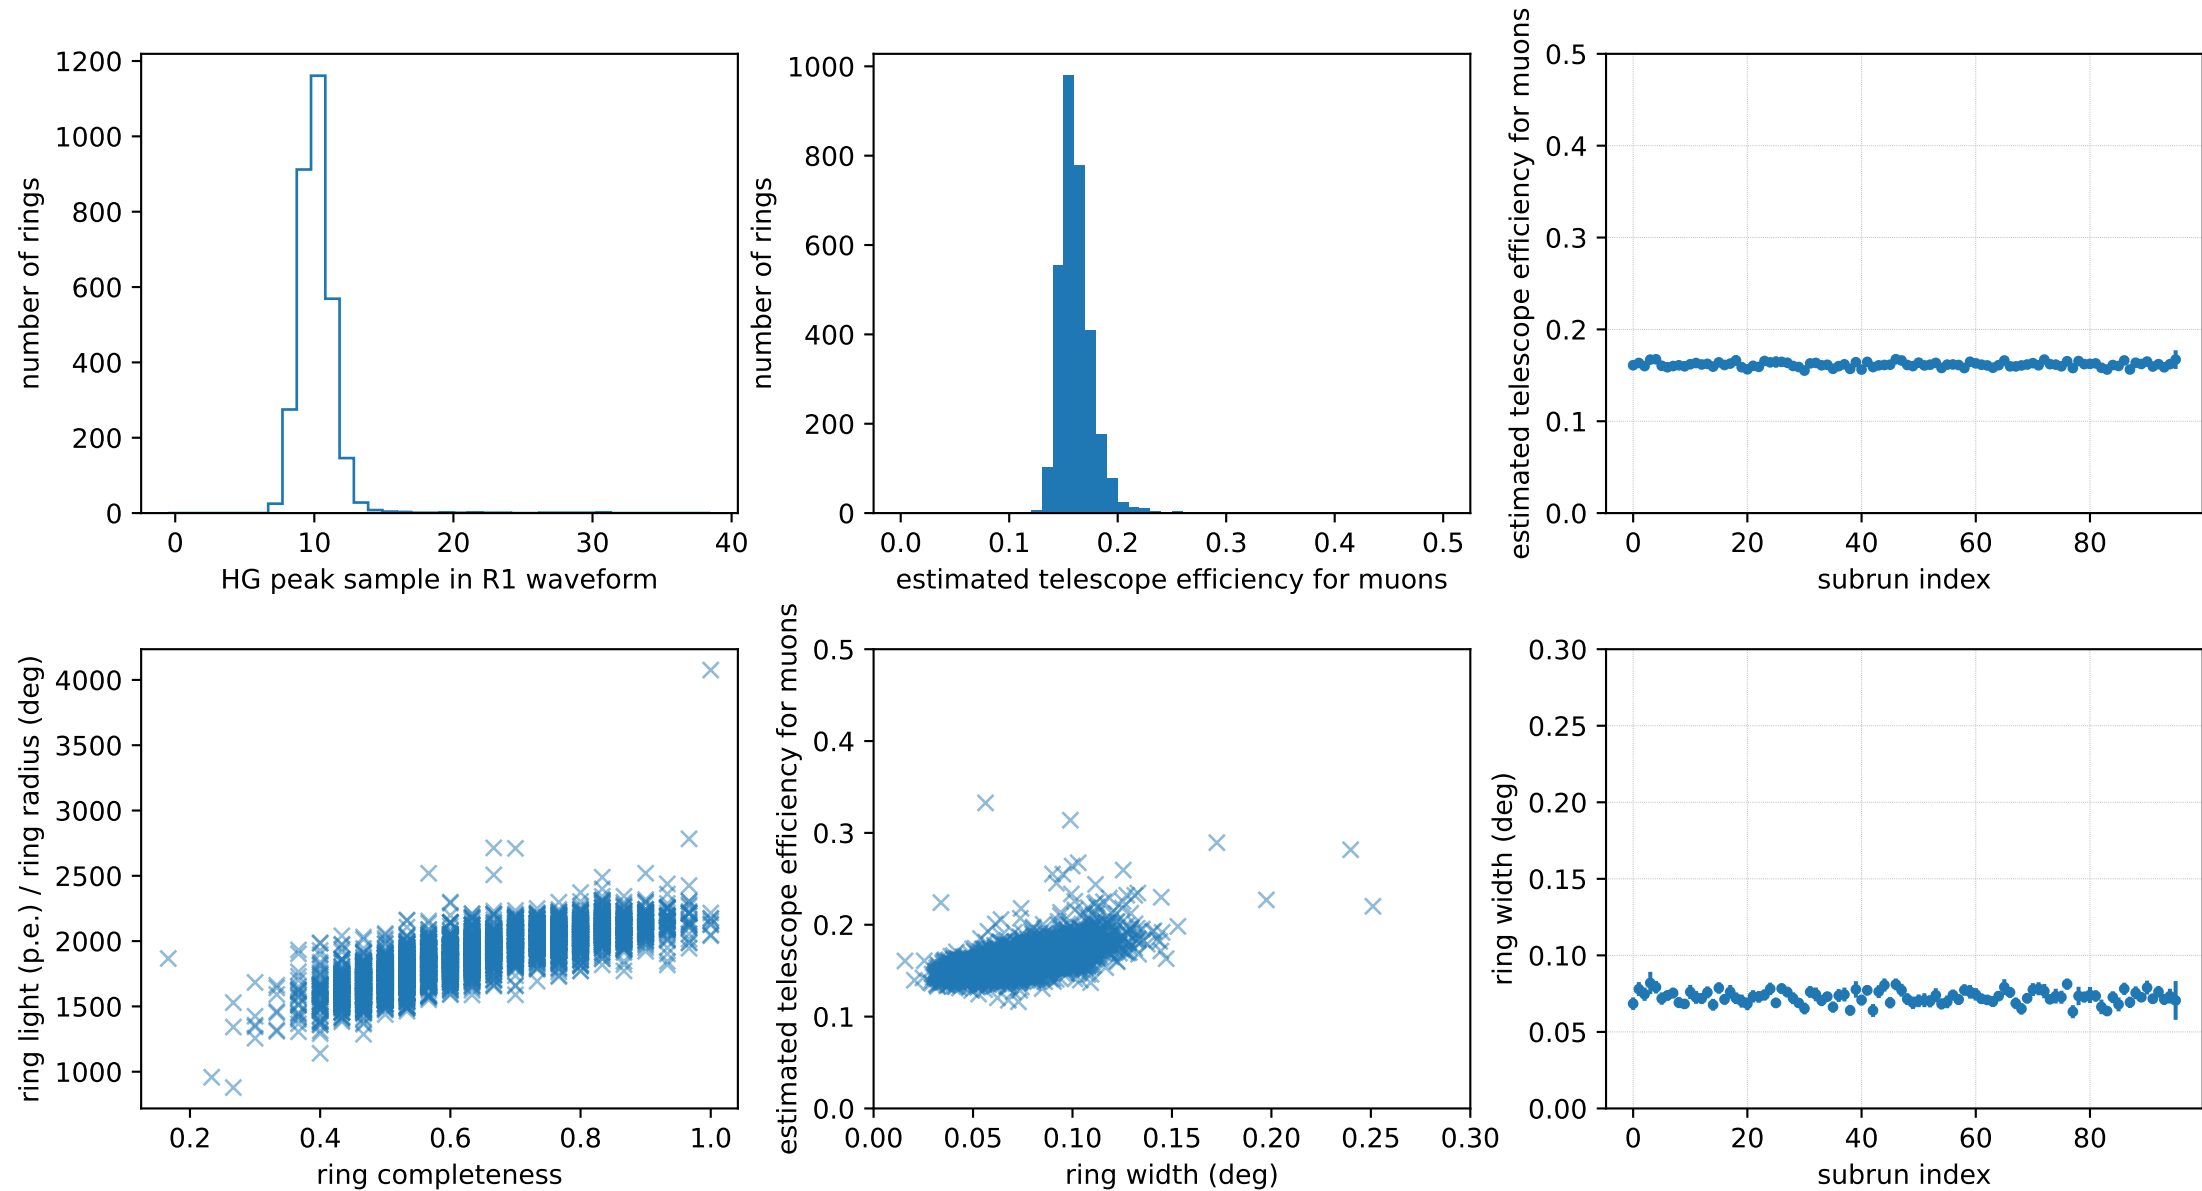 number of rings
1200
1000
800
600
400
200
0
0 10 20 30 40
HG peak sample in R1 waveform
number of rings
1000
800
600
400
200
0
0.0 0.1 0.2 0.3 0.4 0.5
estimated telescope efficiency for muons
estimated telescope efficiency for muons
0.5
0.4
0.3
0.2
0.1
0.0
0 20 40 60 80
subrun index
ring light (p.e.) / ring radius (deg)
4000
3500
3000
2500
2000
1500
1000
0.2 0.4 0.6 0.8 1.0
ring completeness
estimated telescope efficiency for muons
0.5
0.4
0.3
0.2
0.1
0.0
0.00 0.05 0.10 0.15 0.20 0.25 0.30
ring width (deg)
ring width (deg)
0.30
0.25
0.20
0.15
0.10
0.05
0.00
0 20 40 60 80
subrun index